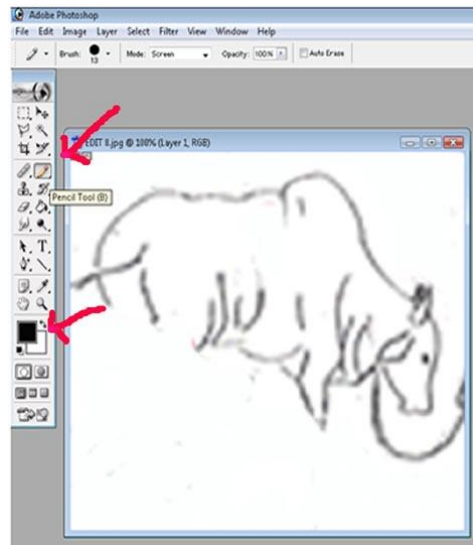 Adobe Photoshop
File Edit Image Layer Select Filter View Window Help
Brush: 13 Mode: Screen Opacity: 100% Auto Erase
EDIT 8.jpg @ 100% (Layer 1, RGB)
Pencil Tool (B)
T